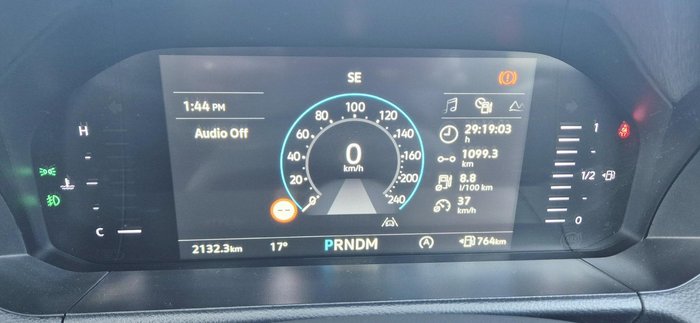 SE
1:44 PM
Audio Off
0 20 40 60 80 100 120 140 160 200 240
0
km/h
29:19:03
h
1099.3
km
8.8
l/100 km
37
km/h
H
C
1
1/2
0
2132.3km
17°
PRNDM
A
764km